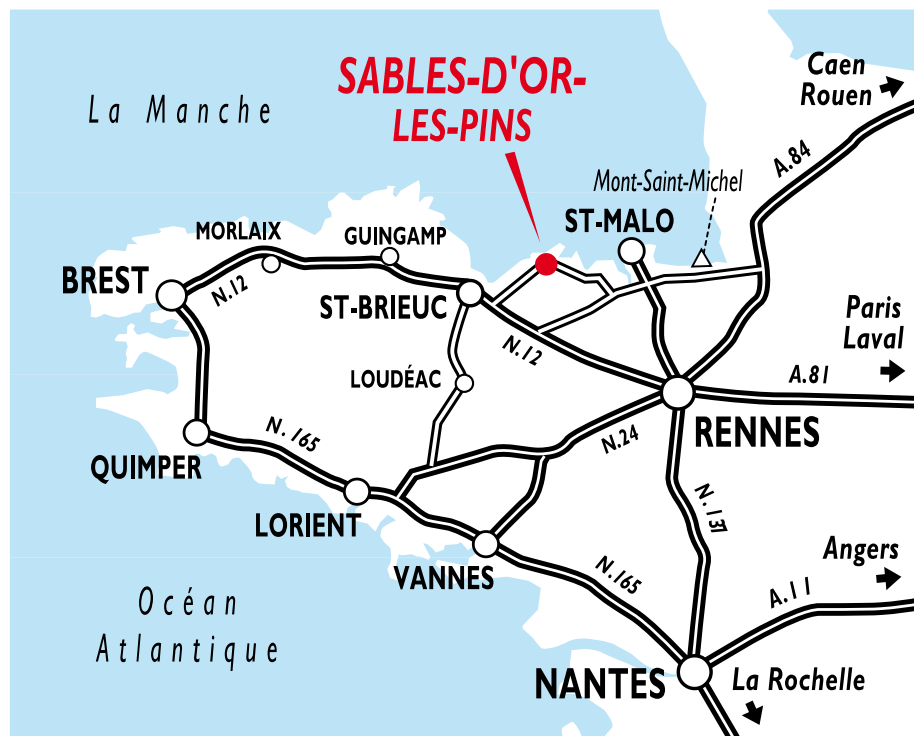 SABLES-D'OR-
LES-PINS
Caen
Rouen
La Manche
A.84
Mont-Saint-Michel
ST-MALO
MORLAIX
GUINGAMP
BREST
N.12
ST-BRIEUC
Paris
Laval
N.12
LOUDÉAC
A.81
N.165
N.24
RENNES
QUIMPER
LORIENT
N.137
VANNES
N.165
Angers
A.11
Océan
Atlantique
NANTES
La Rochelle